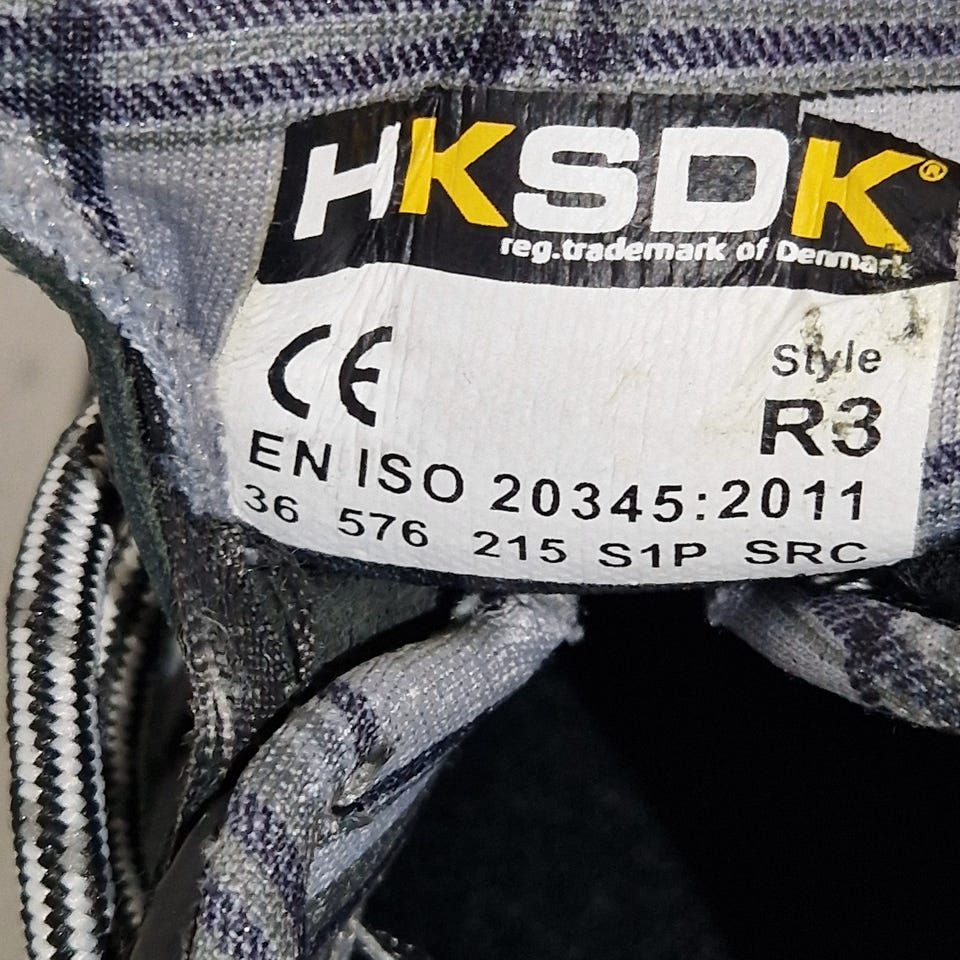 HKSDK®
reg.trademark of Denmark
CE
Style
R3
EN ISO 20345:2011
36 576 215 S1P SRC